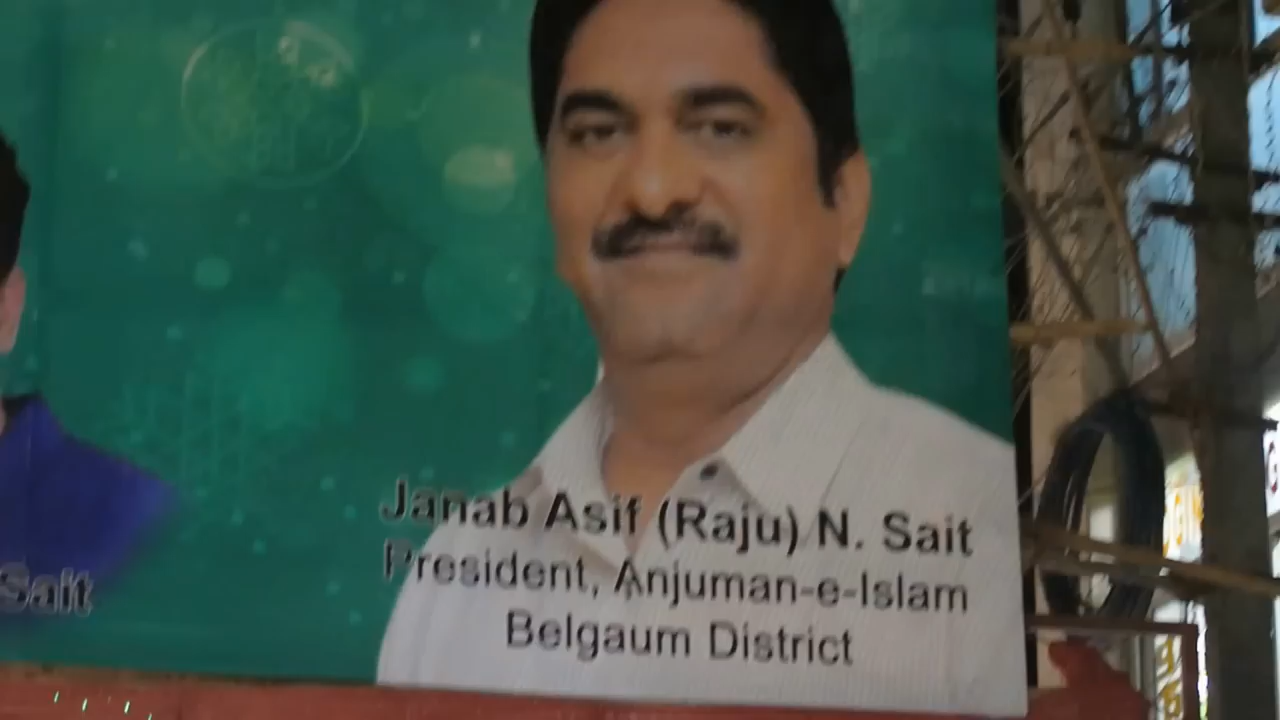 Sait
Janab Asif (Raju) N. Sait
President, Anjuman-e-Islam
Belgaum District